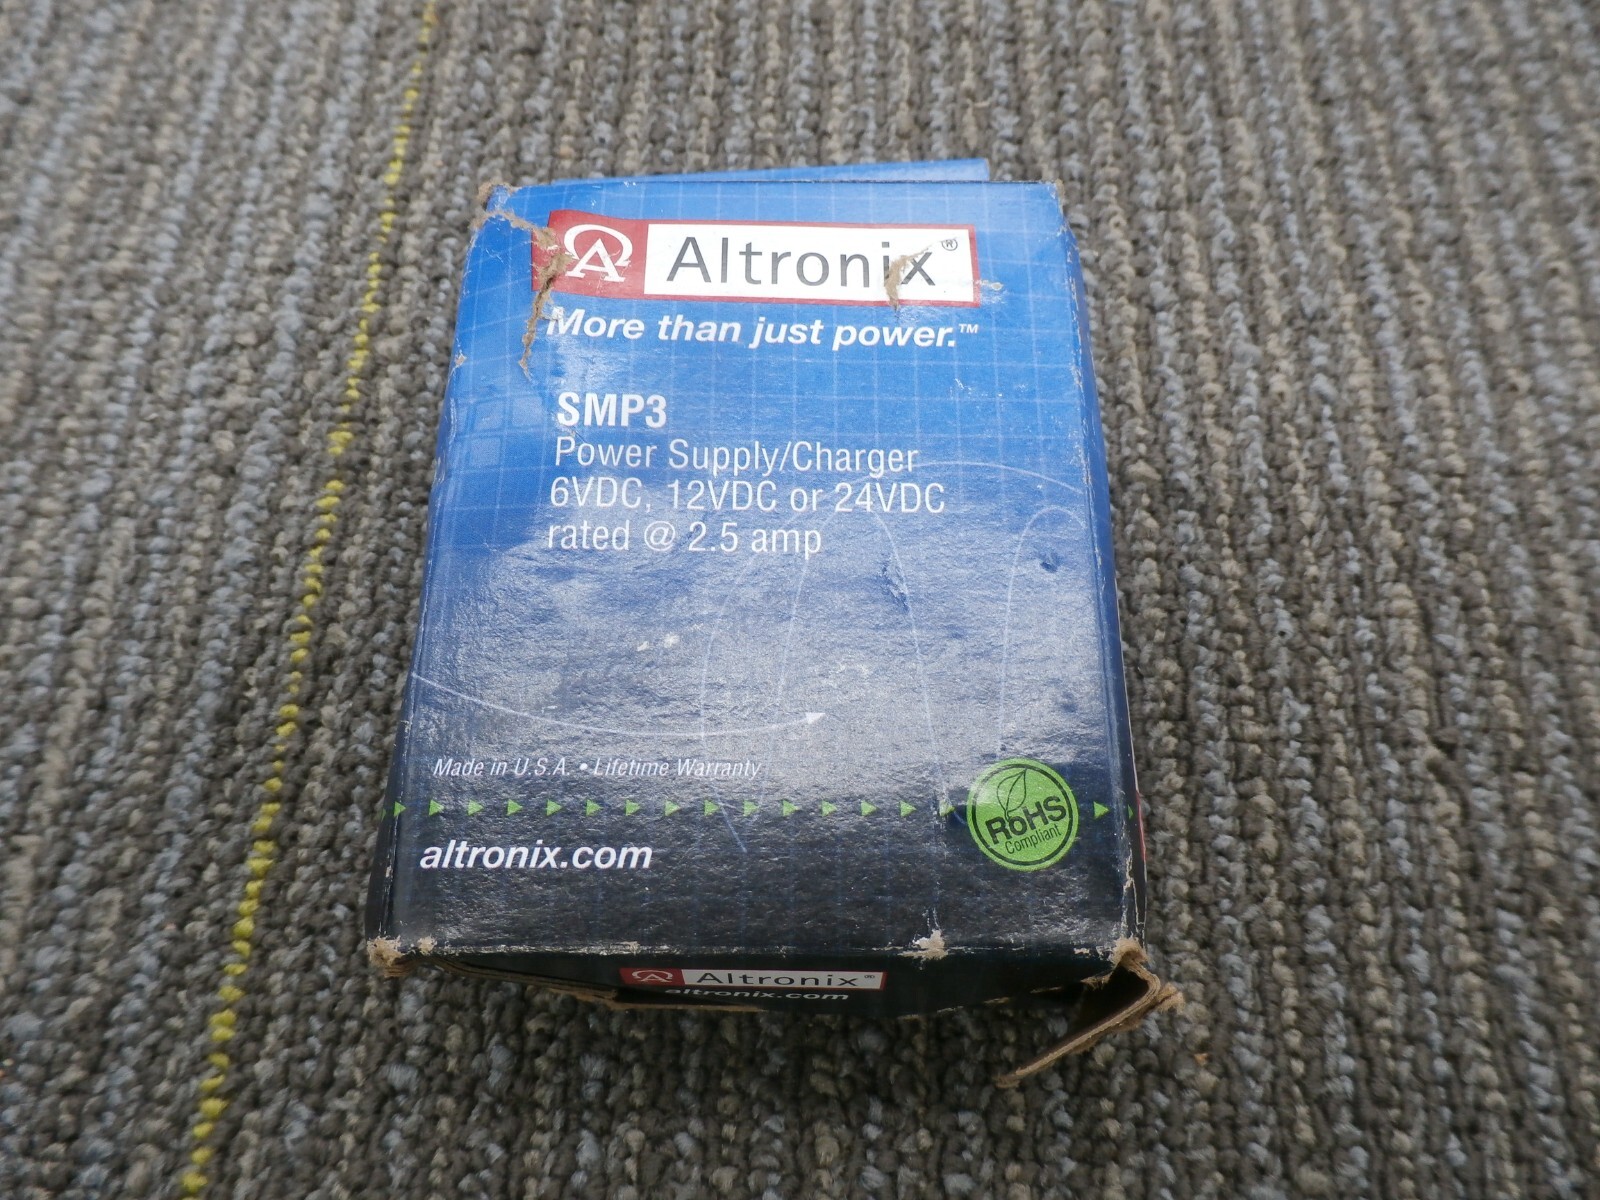 Altronix®
More than just power.™
SMP3
Power Supply/Charger
6VDC, 12VDC or 24VDC
rated @ 2.5 amp
Made in U.S.A. • Lifetime Warranty
RoHS
Compliant
altronix.com
Altronix®
altronix.com